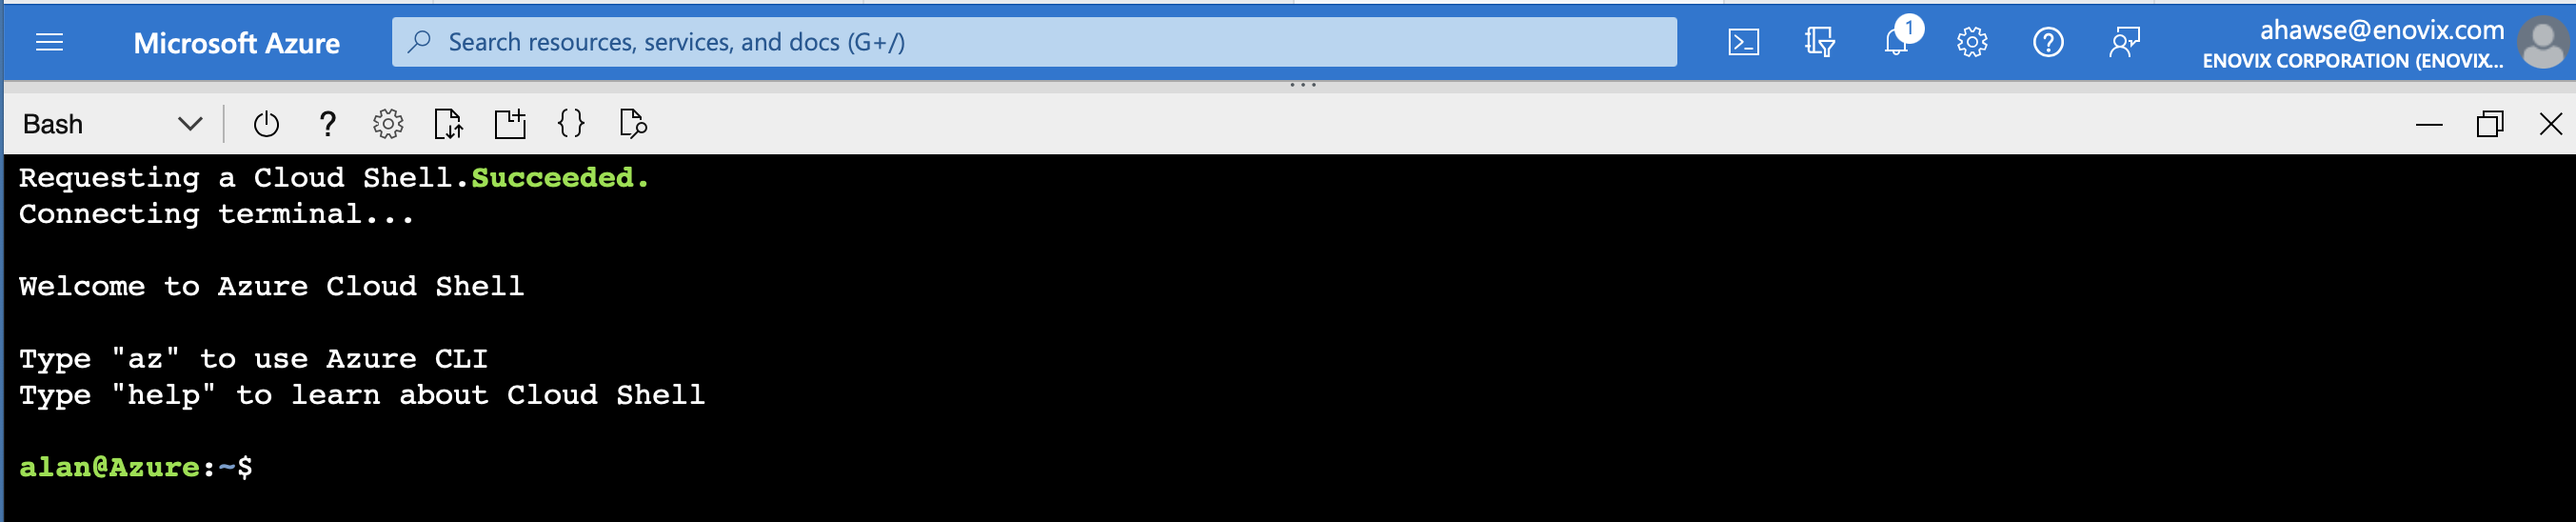 Microsoft Azure
Search resources, services, and docs (G+/)
1
ahawse@enovix.com
ENOVIX CORPORATION (ENOVIX...
Bash
?
{}
Requesting a Cloud Shell.Succeeded.
Connecting terminal...
Welcome to Azure Cloud Shell
Type "az" to use Azure CLI
Type "help" to learn about Cloud Shell
alan@Azure:~$